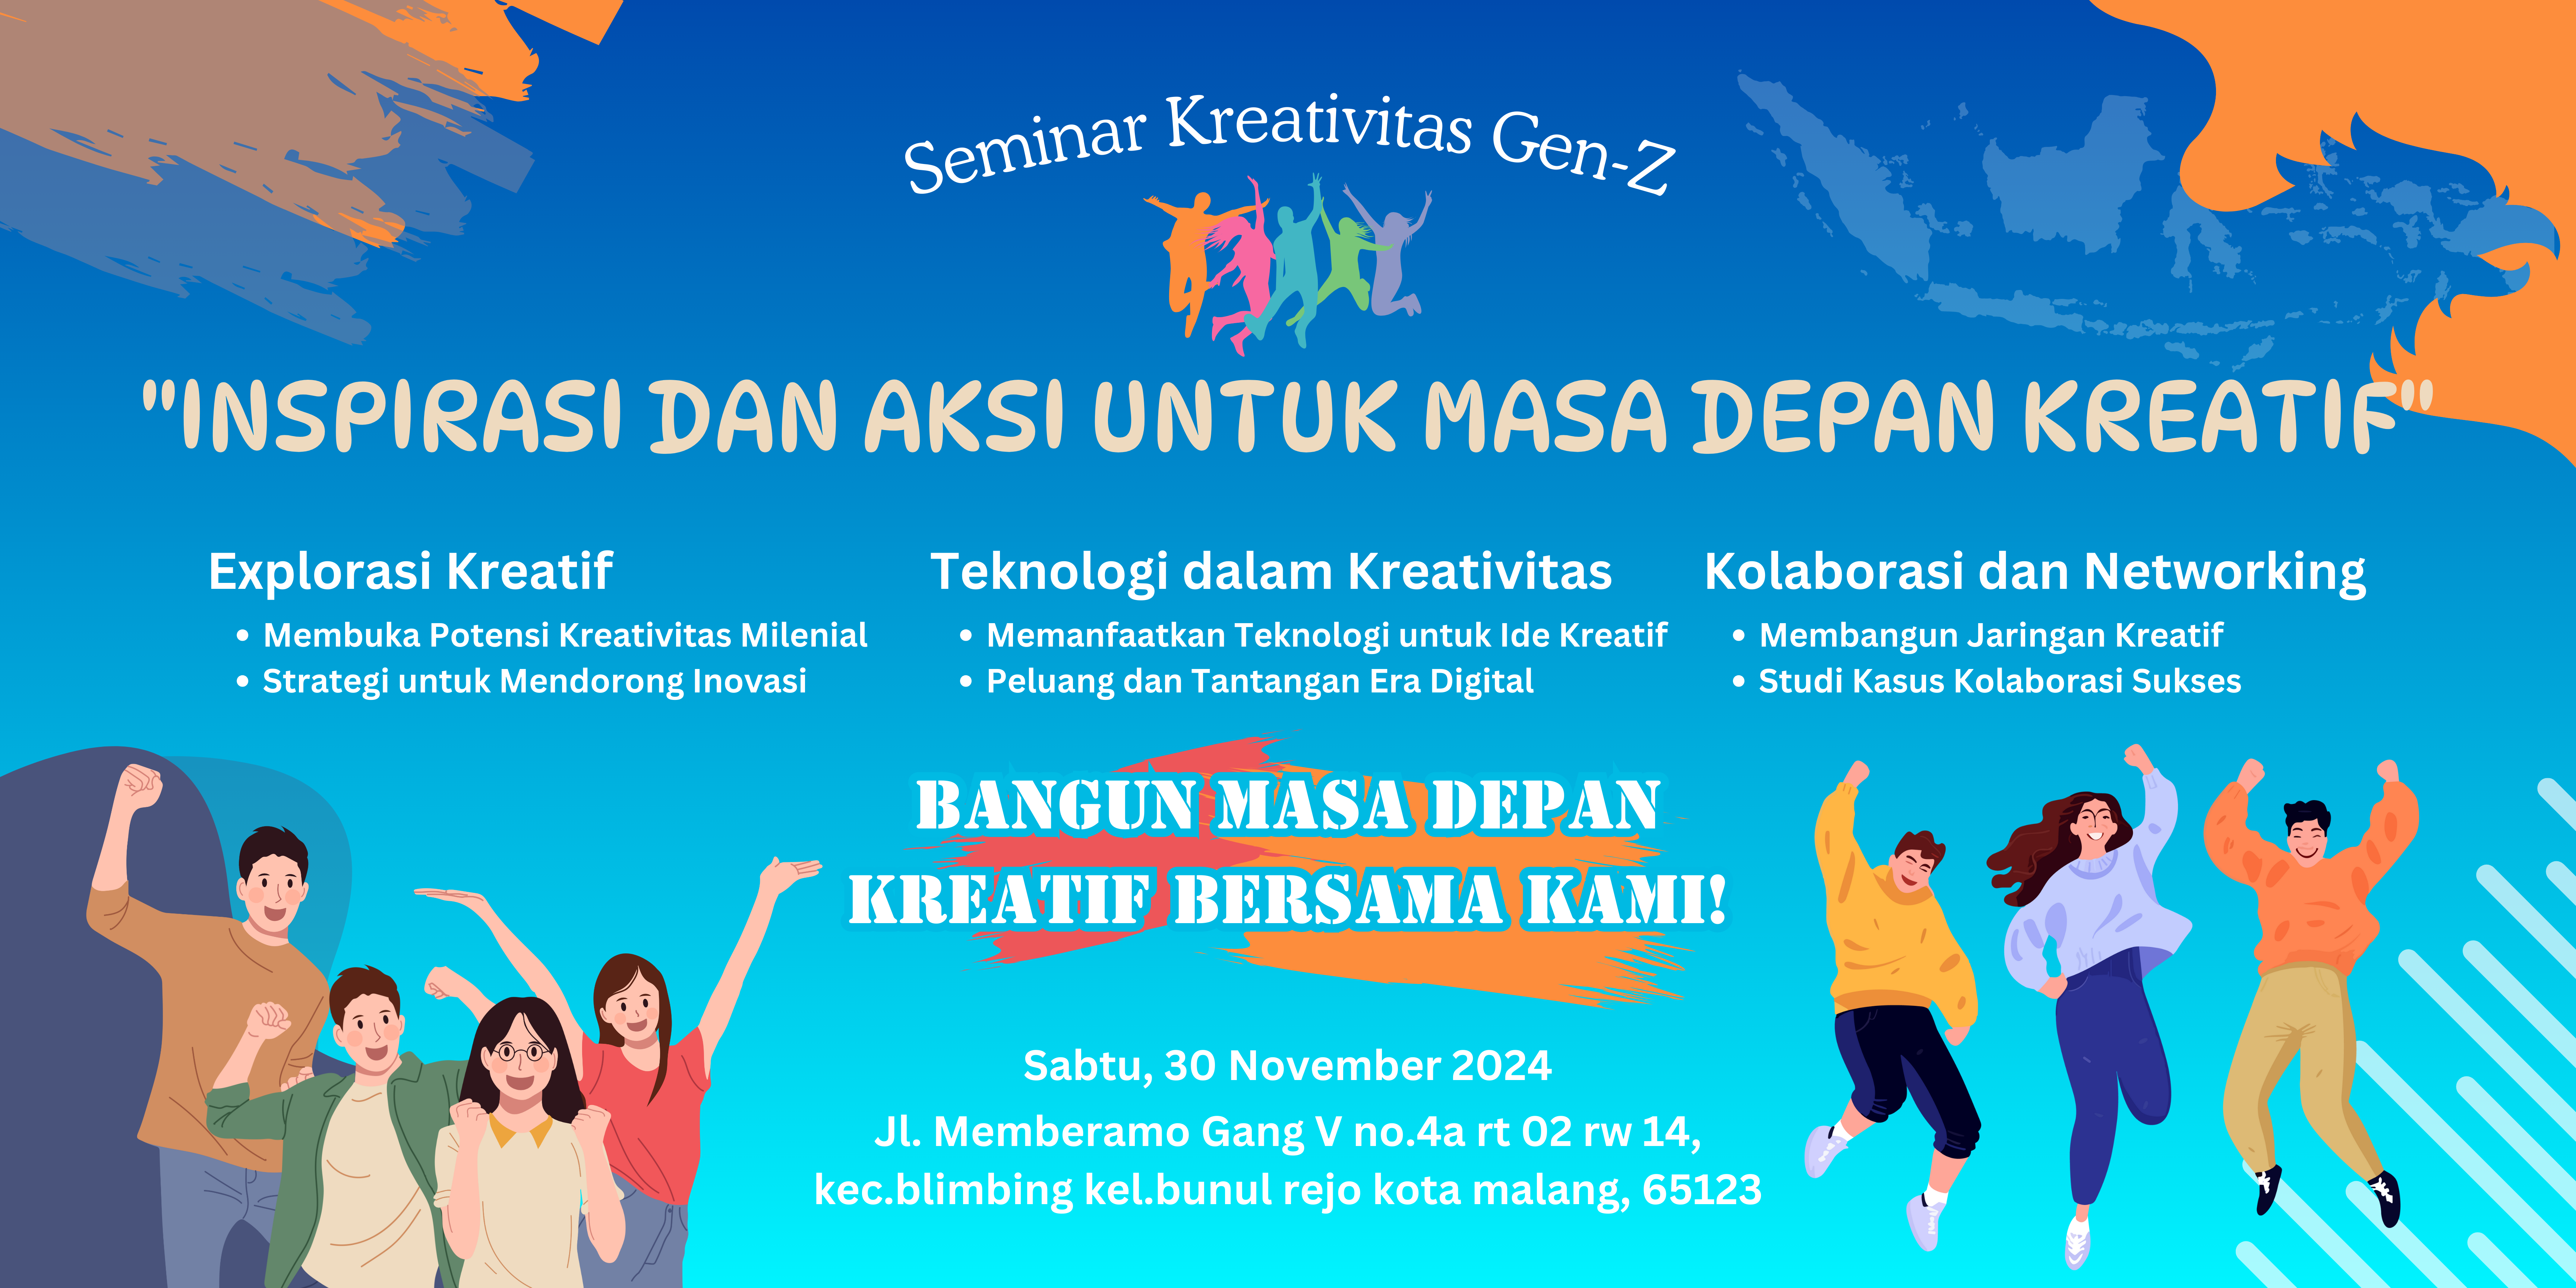 Seminar Kreativitas Gen-Z
"INSPIRASI DAN AKSI UNTUK MASA DEPAN KREATIF"
Explorasi Kreatif
• Membuka Potensi Kreativitas Milenial
• Strategi untuk Mendorong Inovasi
Teknologi dalam Kreativitas
• Memanfaatkan Teknologi untuk Ide Kreatif
• Peluang dan Tantangan Era Digital
Kolaborasi dan Networking
• Membangun Jaringan Kreatif
• Studi Kasus Kolaborasi Sukses
BANGUN MASA DEPAN
KREATIF BERSAMA KAMI!
Sabtu, 30 November 2024
Jl. Memberamo Gang V no.4a rt 02 rw 14,
kec.blimbing kel.bunul rejo kota malang, 65123